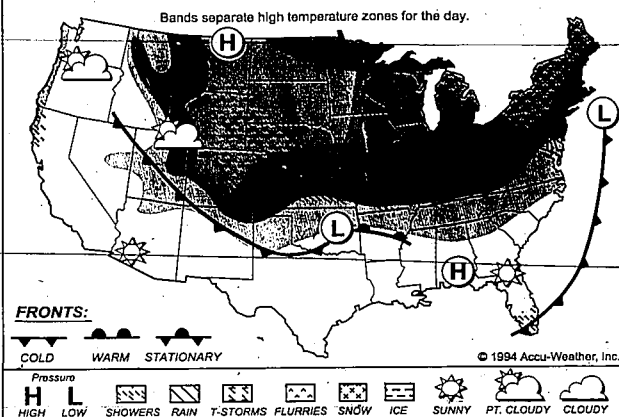 Bands separate high temperature zones for the day.
H
L
L
H
FRONTS:
COLD WARM STATIONARY
© 1994 Accu-Weather, Inc.
Pressure
H L
HIGH LOW SHOWERS RAIN T-STORMS FLURRIES SNOW ICE SUNNY PT. CLOUDY CLOUDY